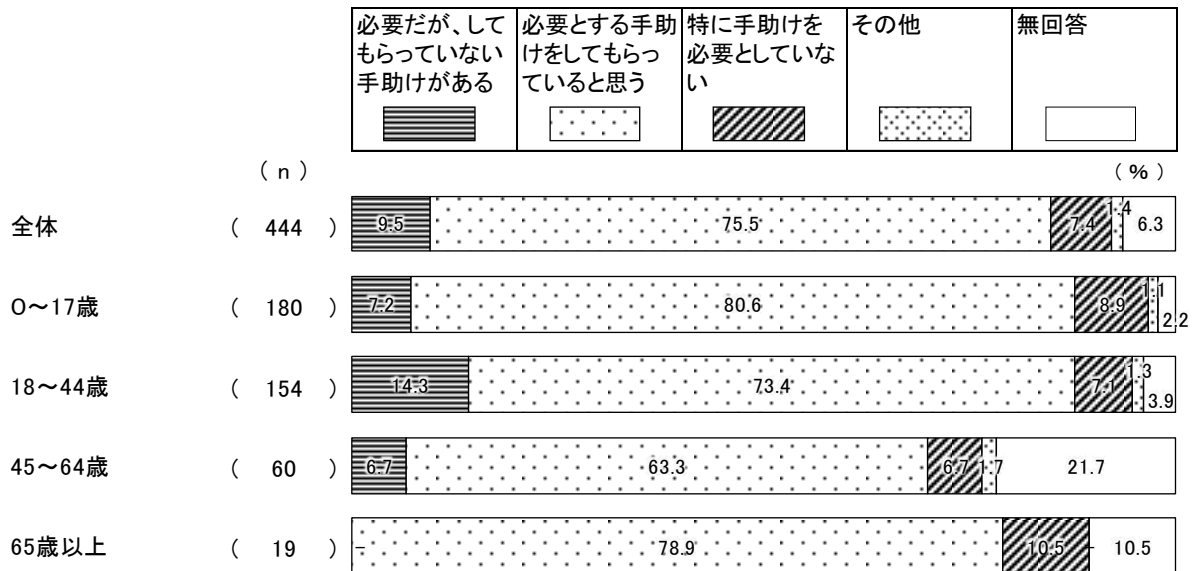 必要だが、して
もらっていない
手助けがある
必要とする手助
けをしてもらっ
ていると思う
特に手助けを
必要としていな
い
その他
無回答
（ n ）
（ % ）
全体 （ 444 ） 9.5 75.5 7.4 1.4 6.3
0～17歳 （ 180 ） 7.2 80.6 8.9 1.1 2.2
18～44歳 （ 154 ） 14.3 73.4 7.1 1.3 3.9
45～64歳 （ 60 ） 6.7 63.3 6.7 1.7 21.7
65歳以上 （ 19 ） - 78.9 10.5 - 10.5